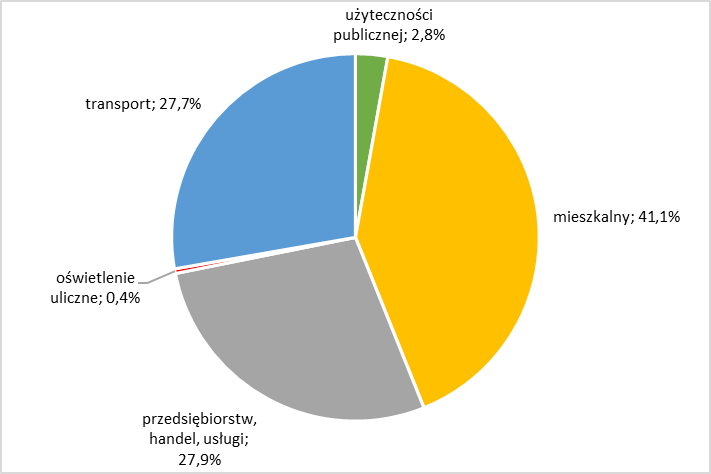 użyteczności
publicznej; 2,8%
transport; 27,7%
mieszkalny; 41,1%
oświetlenie
uliczne; 0,4%
przedsiębiorstw,
handel, usługi;
27,9%